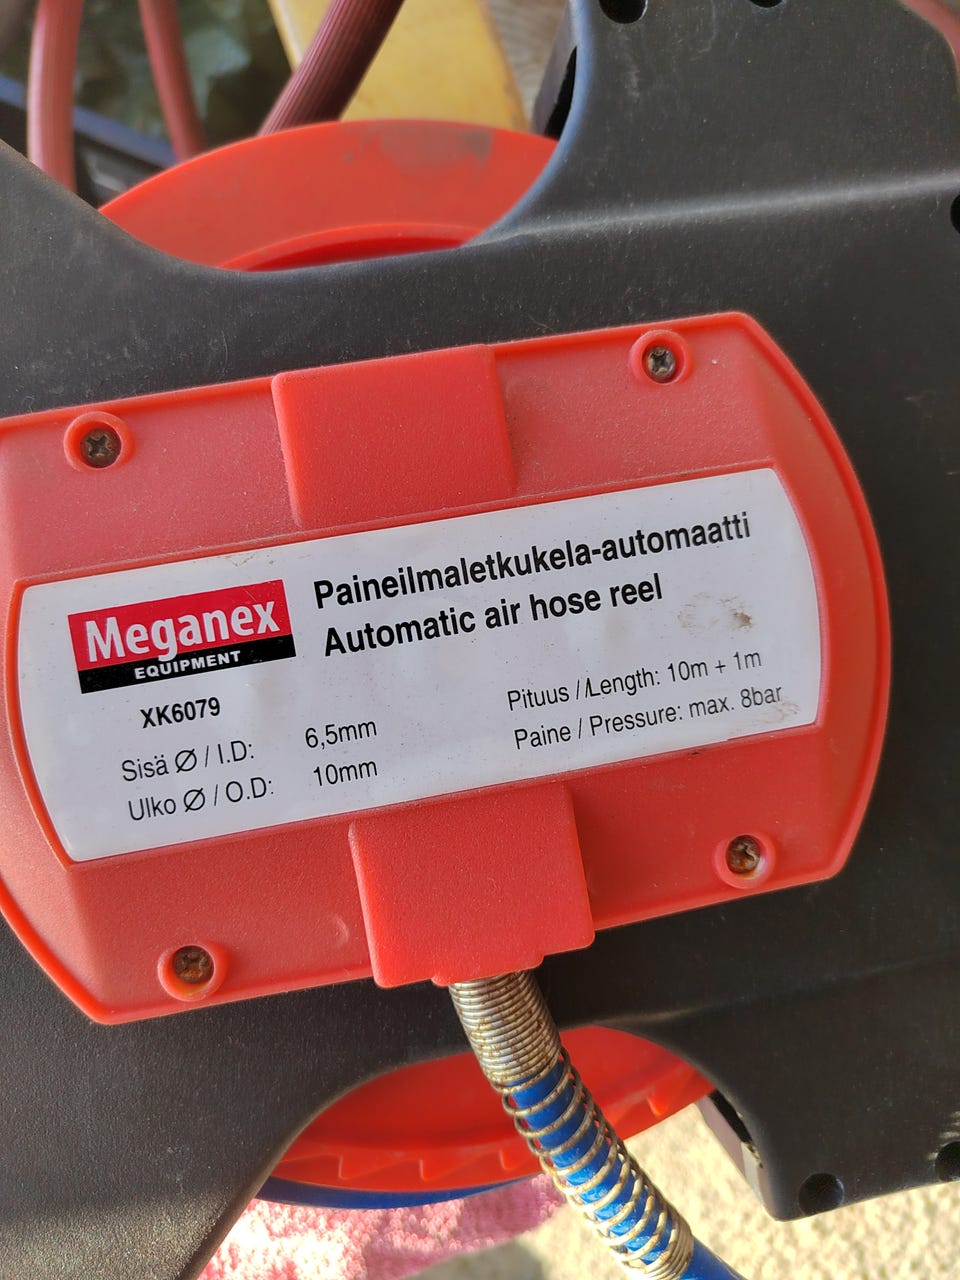 Meganex
EQUIPMENT
Paineilmaletkukela-automaatti
Automatic air hose reel
XK6079
Sisä Ø / I.D: 6,5mm
Ulko Ø / O.D: 10mm
Pituus / Length: 10m + 1m
Paine / Pressure: max. 8bar